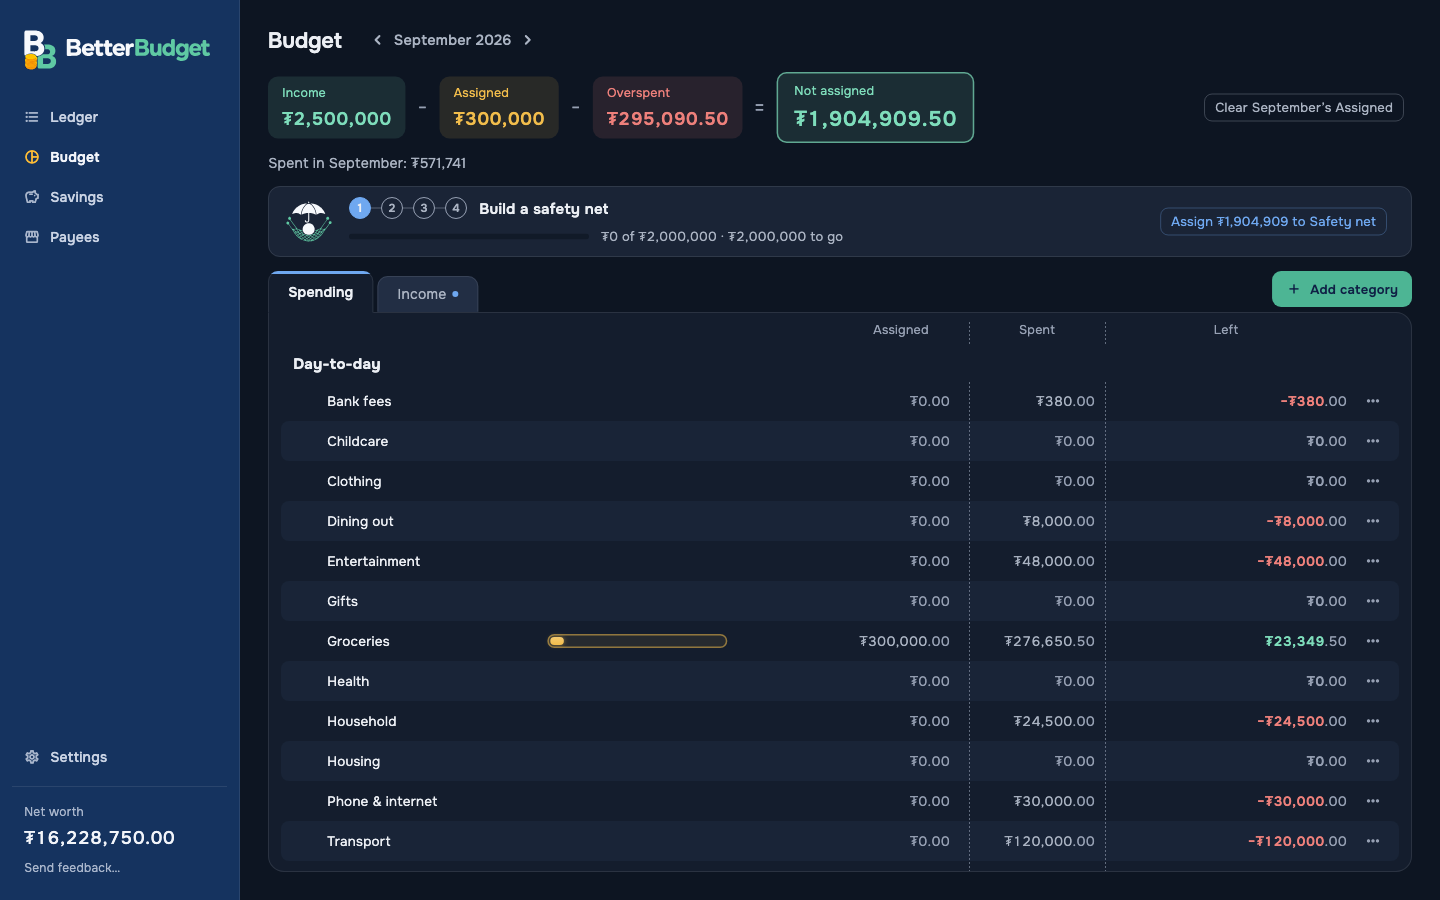 BetterBudget
Ledger
Budget
Savings
Payees
Settings
Net worth
₮16,228,750.00
Send feedback...
Budget
September 2026
Income
₮2,500,000
-
Assigned
₮300,000
-
Overspent
₮295,090.50
=
Not assigned
₮1,904,909.50
Clear September's Assigned
Spent in September: ₮571,741
1 2 3 4 Build a safety net
₮0 of ₮2,000,000 · ₮2,000,000 to go
Assign ₮1,904,909 to Safety net
Spending
Income
+ Add category
Assigned Spent Left
Day-to-day
Bank fees ₮0.00 ₮380.00 -₮380.00
Childcare ₮0.00 ₮0.00 ₮0.00
Clothing ₮0.00 ₮0.00 ₮0.00
Dining out ₮0.00 ₮8,000.00 -₮8,000.00
Entertainment ₮0.00 ₮48,000.00 -₮48,000.00
Gifts ₮0.00 ₮0.00 ₮0.00
Groceries ₮300,000.00 ₮276,650.50 ₮23,349.50
Health ₮0.00 ₮0.00 ₮0.00
Household ₮0.00 ₮24,500.00 -₮24,500.00
Housing ₮0.00 ₮0.00 ₮0.00
Phone & internet ₮0.00 ₮30,000.00 -₮30,000.00
Transport ₮0.00 ₮120,000.00 -₮120,000.00